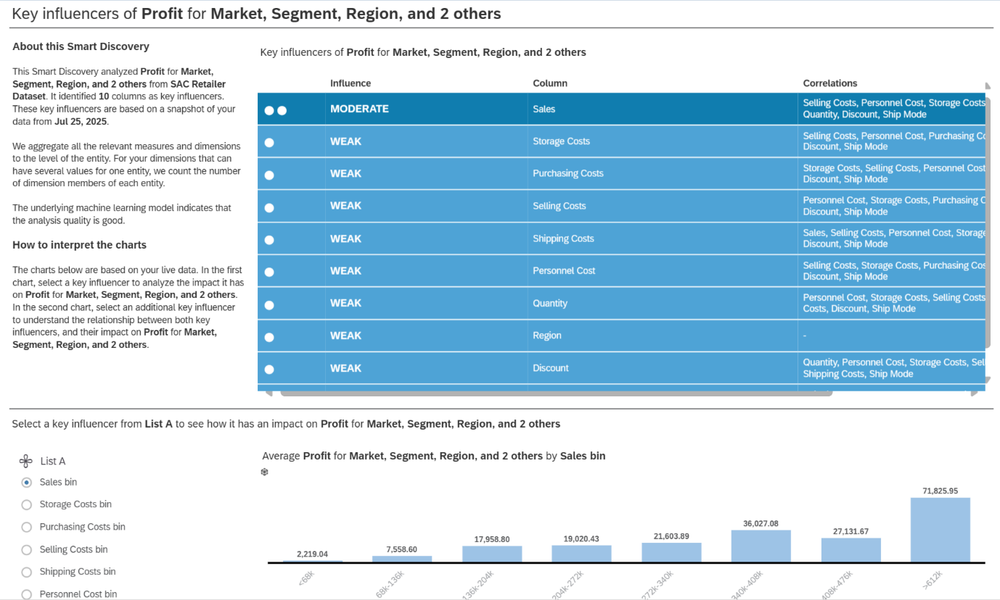 Key influencers of Profit for Market, Segment, Region, and 2 others
About this Smart Discovery
This Smart Discovery analyzed Profit for Market,
Segment, Region, and 2 others from SAC Retailer
Dataset. It identified 10 columns as key influencers.
These key influencers are based on a snapshot of your
data from Jul 25, 2025.
We aggregate all the relevant measures and dimensions
to the level of the entity. For your dimensions that can
have several values for one entity, we count the number
of dimension members of each entity.
The underlying machine learning model indicates that
the analysis quality is good.
How to interpret the charts
The charts below are based on your live data. In the first
chart, select a key influencer to analyze the impact it has
on Profit for Market, Segment, Region, and 2 others.
In the second chart, select an additional key influencer
to understand the relationship between both key
influencers, and their impact on Profit for Market,
Segment, Region, and 2 others.
Key influencers of Profit for Market, Segment, Region, and 2 others
Influence Column Correlations
MODERATE Sales Selling Costs, Personnel Cost, Storage Costs
Quantity, Discount, Ship Mode
WEAK Storage Costs Selling Costs, Personnel Cost, Purchasing Co
Discount, Ship Mode
WEAK Purchasing Costs Storage Costs, Selling Costs, Personnel Cost
Discount, Ship Mode
WEAK Selling Costs Personnel Cost, Storage Costs, Purchasing C
Discount, Ship Mode
WEAK Shipping Costs Sales, Selling Costs, Personnel Cost, Storage
Discount, Ship Mode
WEAK Personnel Cost Selling Costs, Storage Costs, Purchasing Cos
Discount, Ship Mode
WEAK Quantity Personnel Cost, Storage Costs, Selling Costs
Costs, Discount, Ship Mode
WEAK Region -
WEAK Discount Quantity, Personnel Cost, Storage Costs, Sel
Shipping Costs, Ship Mode
Select a key influencer from List A to see how it has an impact on Profit for Market, Segment, Region, and 2 others
List A
Sales bin
Storage Costs bin
Purchasing Costs bin
Selling Costs bin
Shipping Costs bin
Personnel Cost bin
Average Profit for Market, Segment, Region, and 2 others by Sales bin
2,219.04 7,558.60 17,958.80 19,020.43 21,603.89 36,027.08 27,131.67 71,825.95
<68k 68k-136k 136k-204k 204k-272k 272k-340k 340k-408k 408k-476k >612k